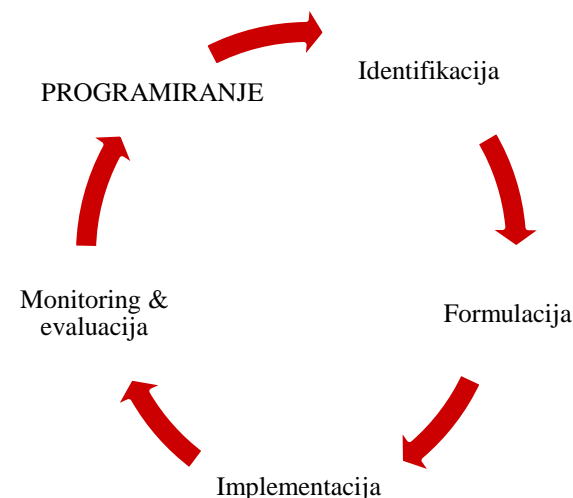 PROGRAMIRANJE
Identifikacija
Formulacija
Implementacija
Monitoring &
evaluacija